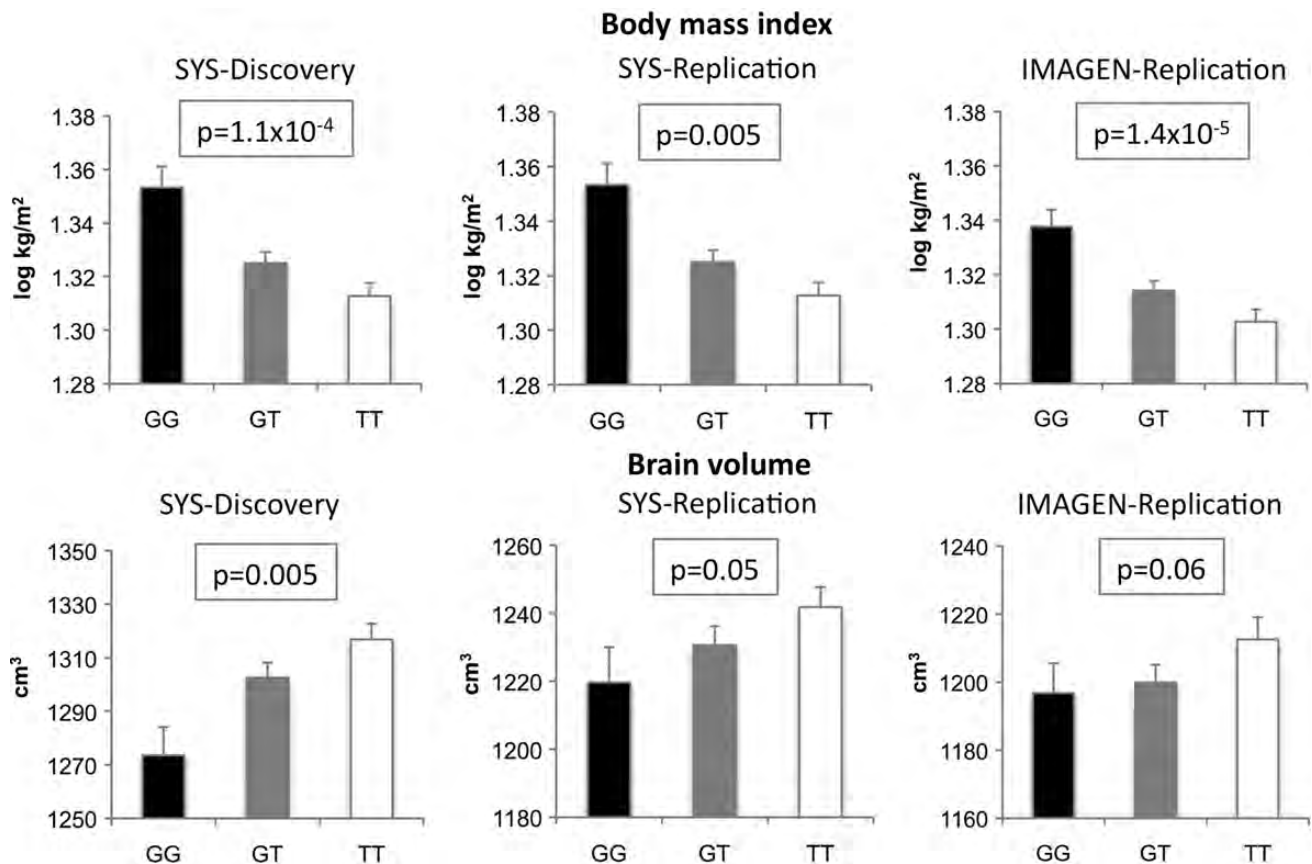 Body mass index
SYS-Discovery
SYS-Replication
IMAGEN-Replication
p=1.1x10⁻⁴
p=0.005
p=1.4x10⁻⁵
log kg/m²
1.38
1.36
1.34
1.32
1.30
1.28
GG GT TT
log kg/m²
1.38
1.36
1.34
1.32
1.30
1.28
GG GT TT
log kg/m²
1.38
1.36
1.34
1.32
1.30
1.28
GG GT TT
Brain volume
SYS-Discovery
SYS-Replication
IMAGEN-Replication
p=0.005
p=0.05
p=0.06
cm³
1350
1330
1310
1290
1270
1250
GG GT TT
cm³
1260
1240
1220
1200
1180
GG GT TT
cm³
1240
1220
1200
1180
1160
GG GT TT